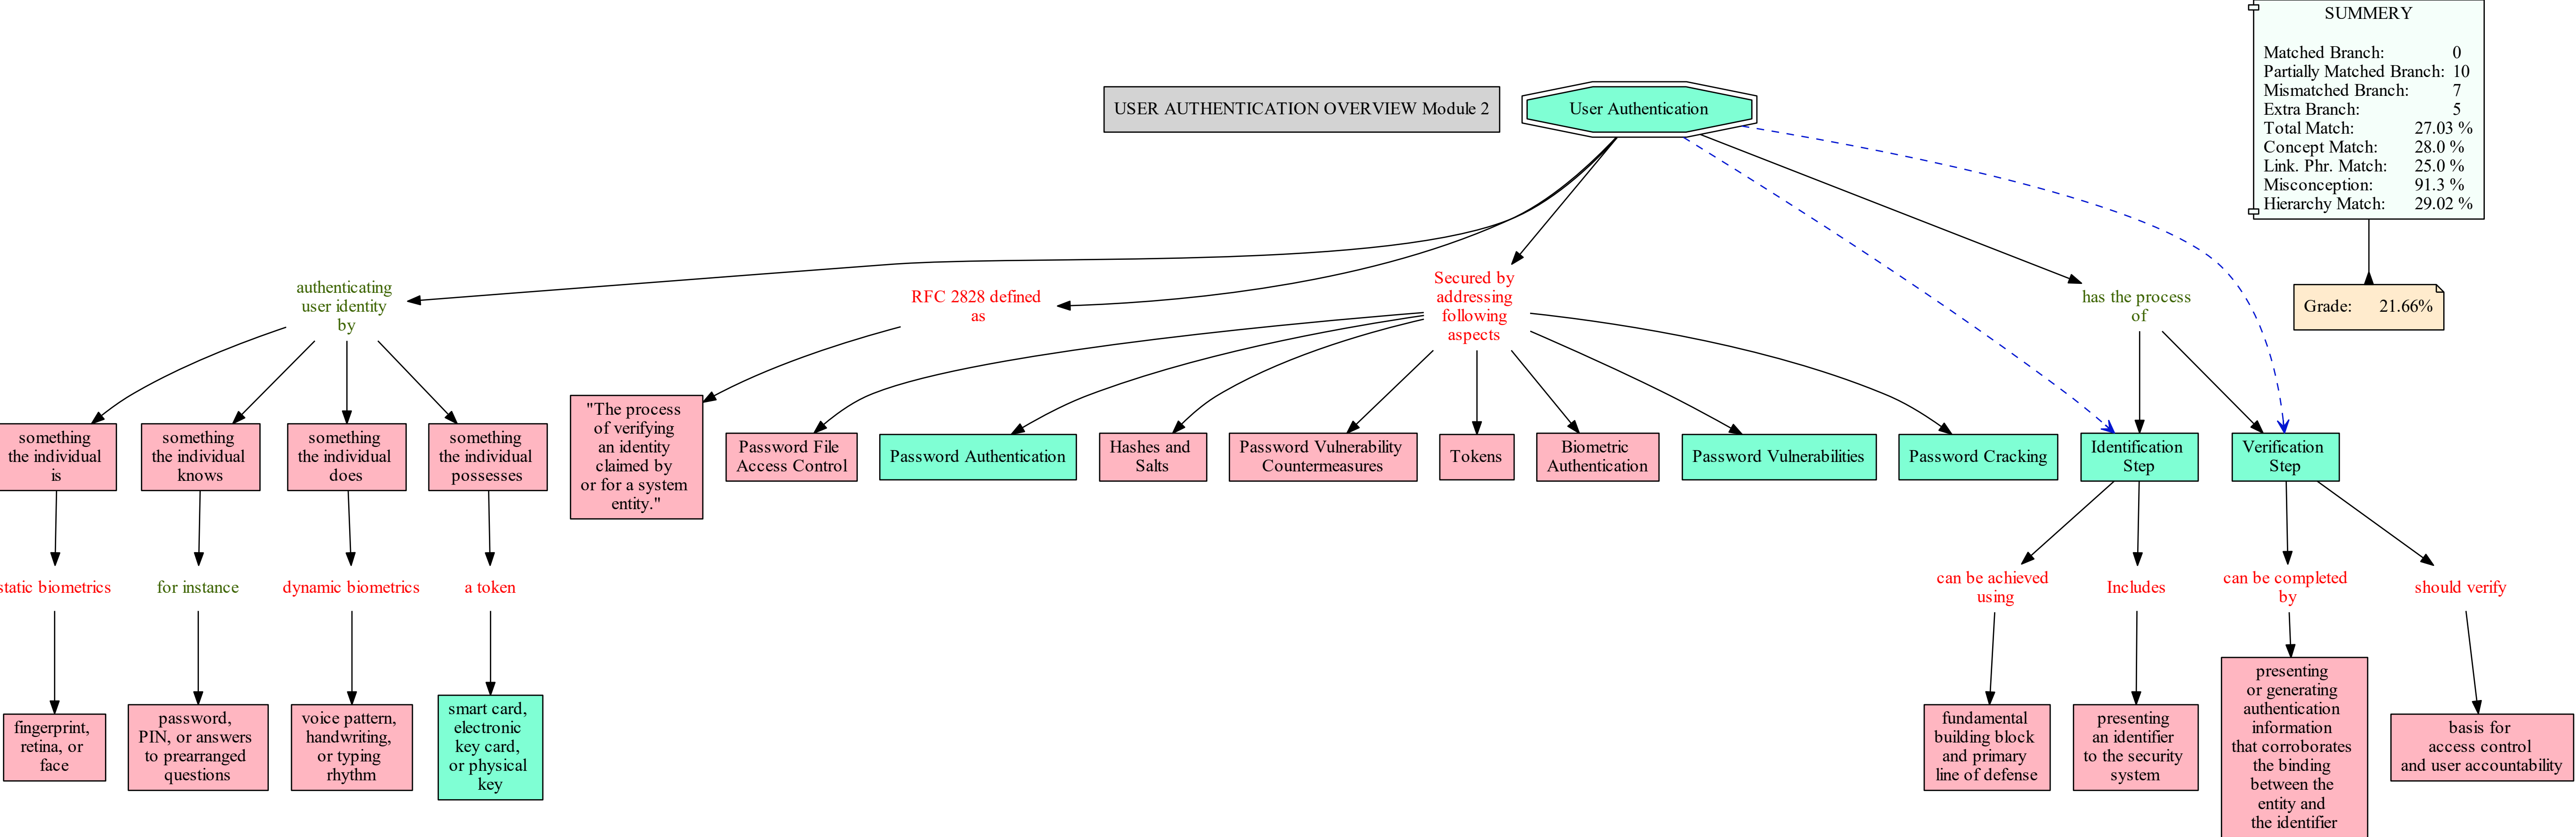 SUMMERY
Matched Branch: 0
Partially Matched Branch: 10
Mismatched Branch: 7
Extra Branch: 5
Total Match: 27.03 %
Concept Match: 28.0 %
Link. Phr. Match: 25.0 %
Misconception: 91.3 %
Hierarchy Match: 29.02 %
Grade: 21.66%
USER AUTHENTICATION OVERVIEW Module 2
User Authentication
authenticating
user identity
by
RFC 2828 defined
as
Secured by
addressing
following
aspects
has the process
of
something
the individual
is
something
the individual
knows
something
the individual
does
something
the individual
possesses
"The process
of verifying
an identity
claimed by
or for a system
entity."
Password File
Access Control
Password Authentication
Hashes and
Salts
Password Vulnerability
Countermeasures
Tokens
Biometric
Authentication
Password Vulnerabilities
Password Cracking
Identification
Step
Verification
Step
static biometrics
for instance
dynamic biometrics
a token
can be achieved
using
Includes
can be completed
by
should verify
fingerprint,
retina, or
face
password,
PIN, or answers
to prearranged
questions
voice pattern,
handwriting,
or typing
rhythm
smart card,
electronic
key card,
or physical
key
fundamental
building block
and primary
line of defense
presenting
an identifier
to the security
system
presenting
or generating
authentication
information
that corroborates
the binding
between the
entity and
the identifier
basis for
access control
and user accountability